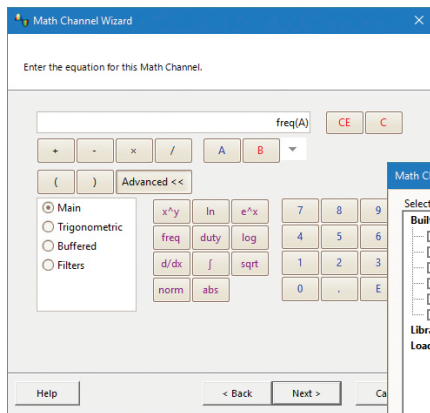 Math Channel Wizard
Enter the equation for this Math Channel.
freq(A) CE C
+ - × / A B
( ) Advanced <<
Main
Trigonometric
Buffered
Filters
x^y ln e^x 7 8 9
freq duty log 4 5 6
d/dx ∫ sqrt 1 2 3
norm abs 0 . E
Math C
Select
Buil
Libra
Load
Help < Back Next > Ca